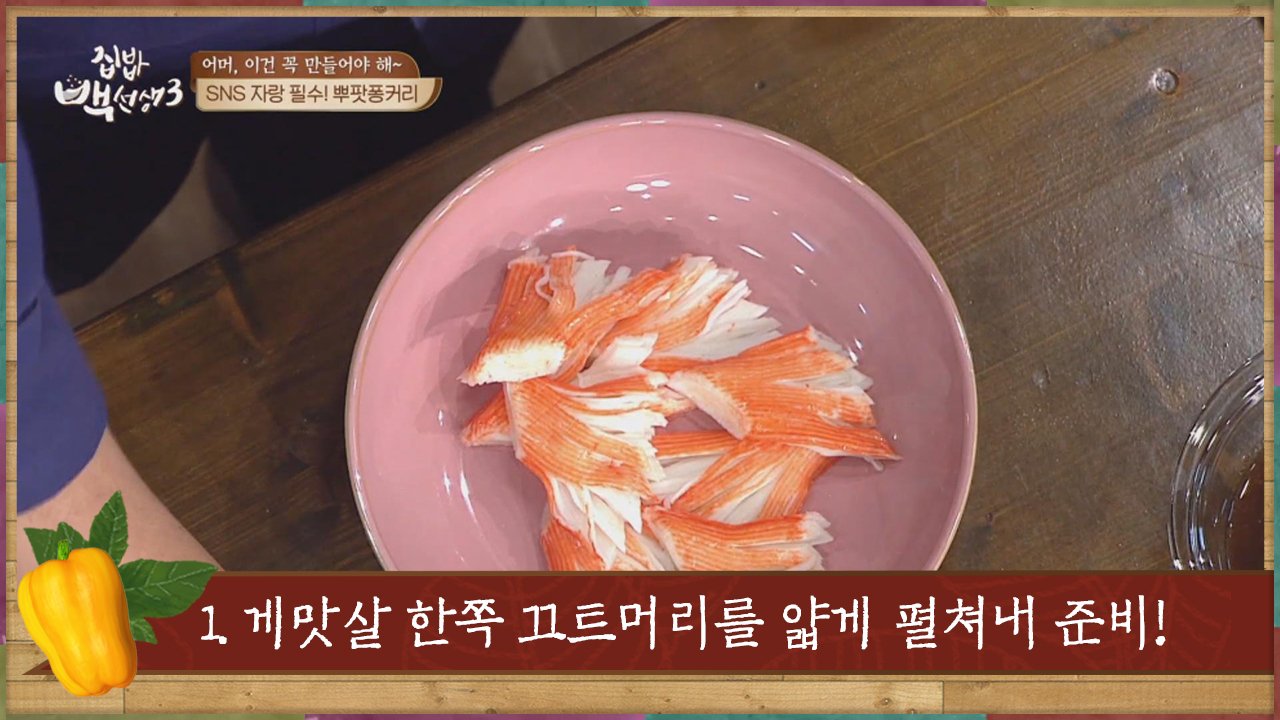 집밥
백선생3
어머, 이건 꼭 만들어야 해~
SNS 자랑 필수! 뿌팟퐁커리
1 게맛살 한쪽 끄트머리를 얇게 펼쳐내 준비!